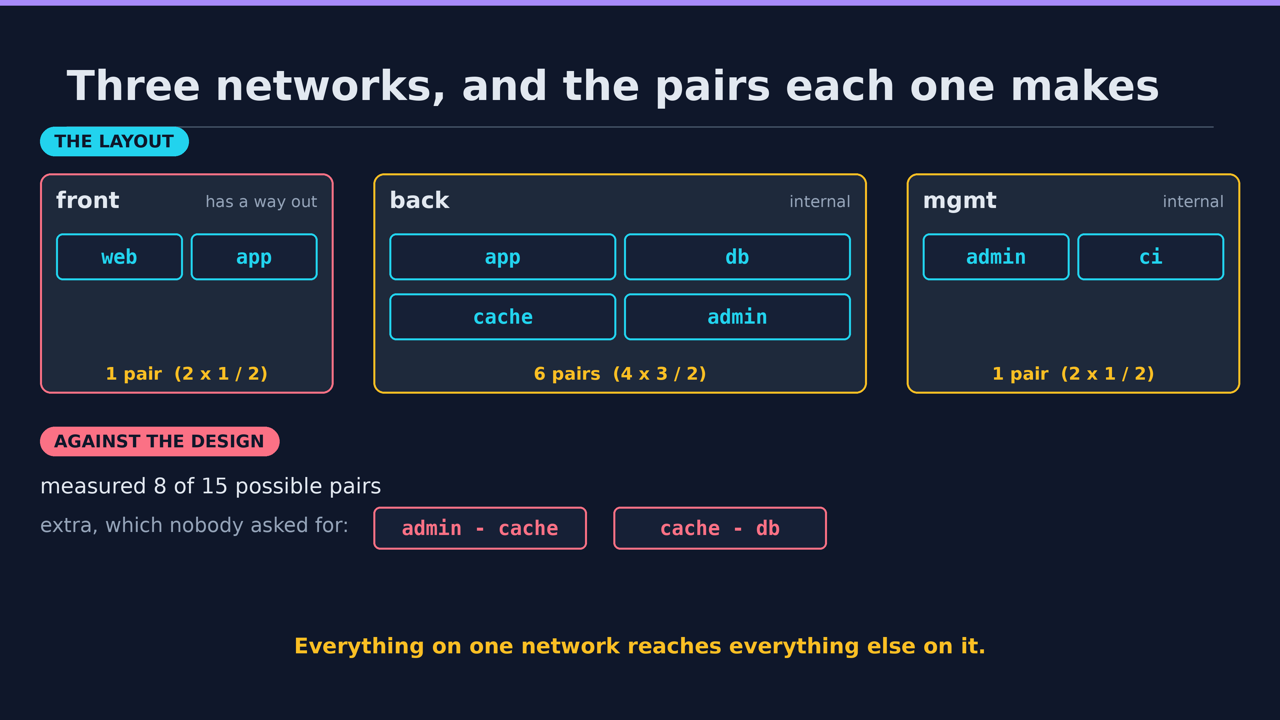 Three networks, and the pairs each one makes
THE LAYOUT
front has a way out
web app
1 pair (2 x 1 / 2)
back internal
app db
cache admin
6 pairs (4 x 3 / 2)
mgmt internal
admin ci
1 pair (2 x 1 / 2)
AGAINST THE DESIGN
measured 8 of 15 possible pairs
extra, which nobody asked for: admin - cache cache - db
Everything on one network reaches everything else on it.